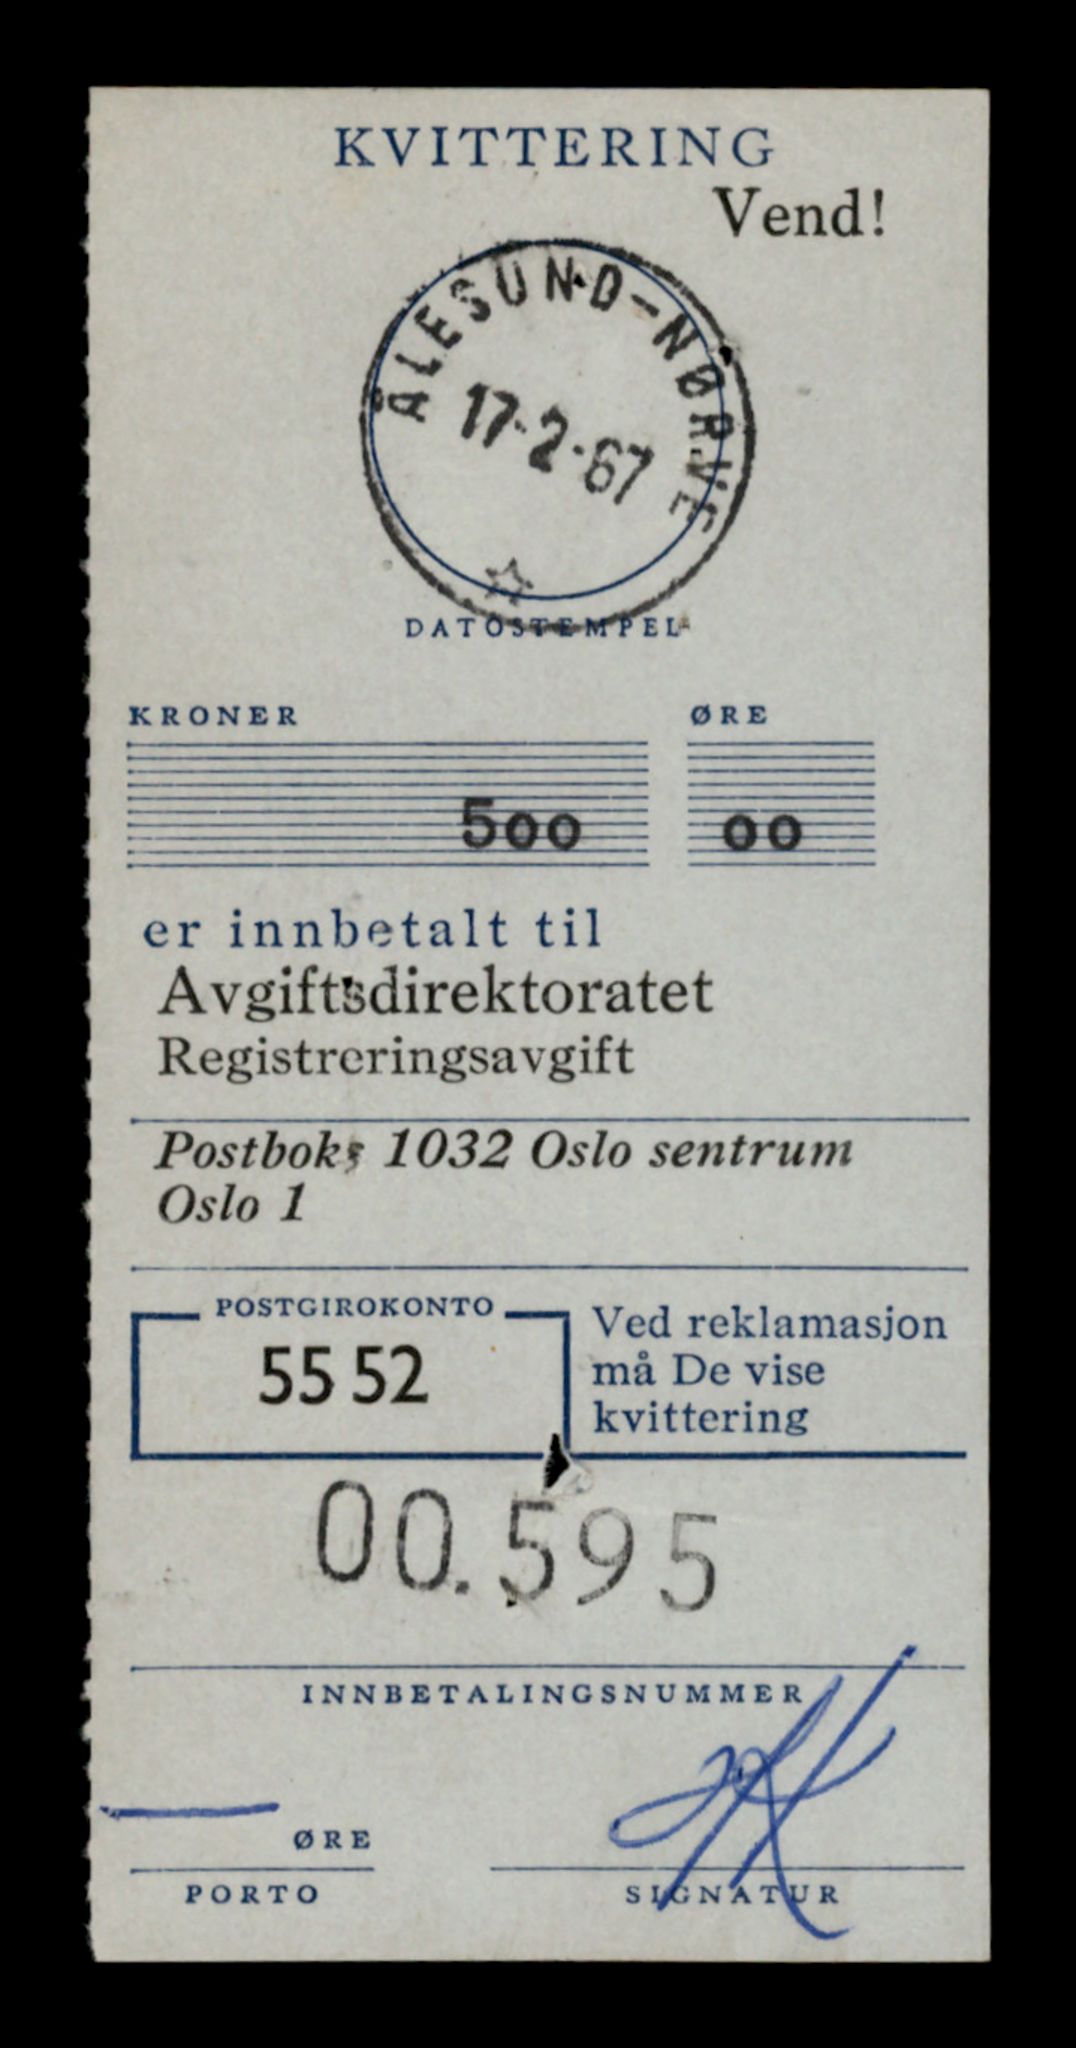 KVITTERING
Vend!
ÅLESUND-NØRVE
17-2-67
DATOSTEMPEL
KRONER ØRE
500 00
er innbetalt til
Avgiftsdirektoratet
Registreringsavgift
Postboks 1032 Oslo sentrum
Oslo 1
POSTGIROKONTO
55 52
Ved reklamasjon
må De vise
kvittering
00.595
INNBETALINGSNUMMER
ØRE
PORTO
SIGNATUR